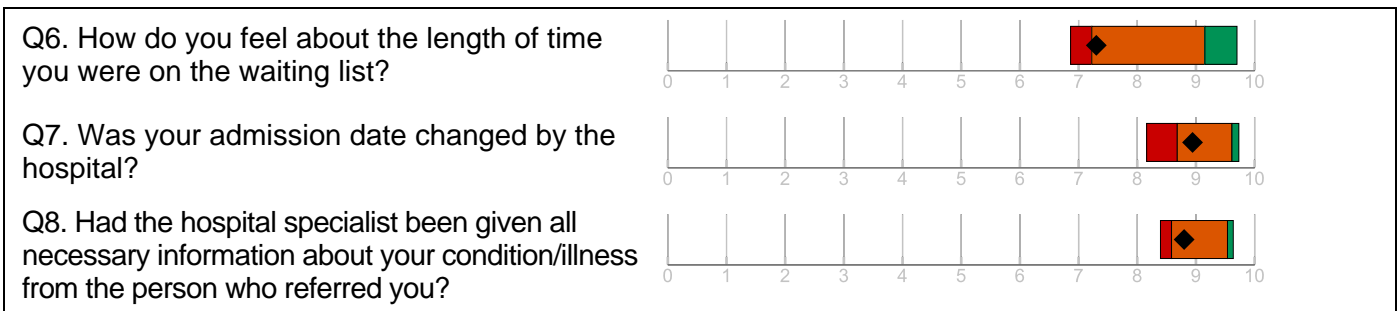 Q6. How do you feel about the length of time
you were on the waiting list?
0 1 2 3 4 5 6 7 8 9 10
Q7. Was your admission date changed by the
hospital?
0 1 2 3 4 5 6 7 8 9 10
Q8. Had the hospital specialist been given all
necessary information about your condition/illness
from the person who referred you?
0 1 2 3 4 5 6 7 8 9 10